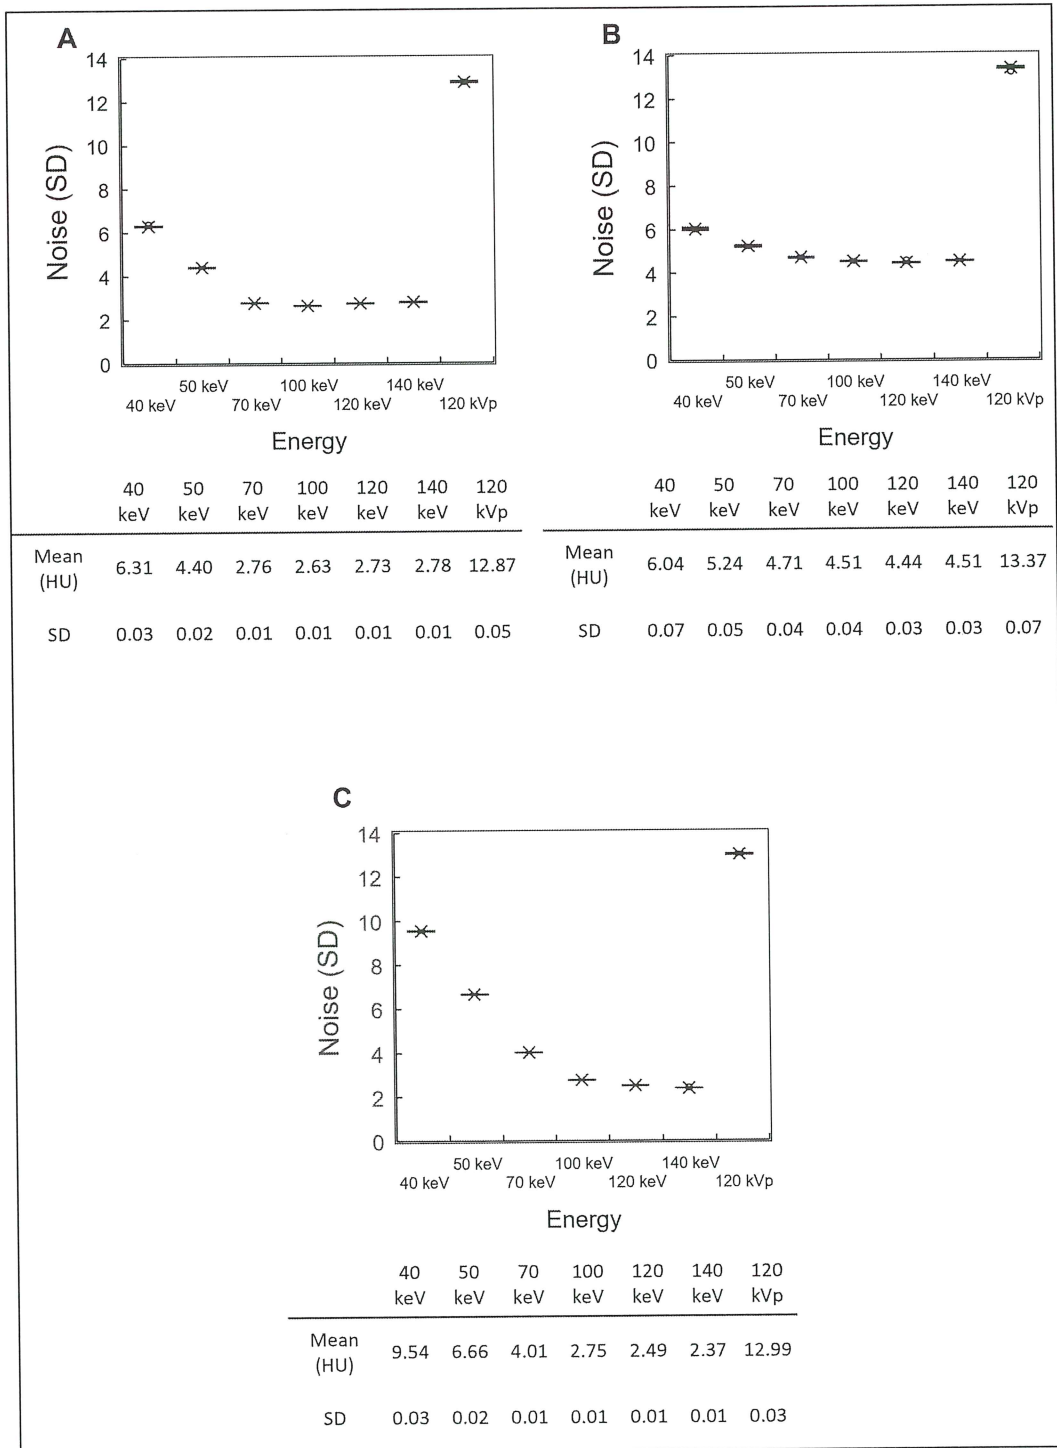 A
14
12
10
8
6
4
2
0
Noise (SD)
50 keV 100 keV 140 keV
40 keV 70 keV 120 keV 120 kVp
Energy
40 50 70 100 120 140 120
keV keV keV keV keV keV kVp
Mean
(HU)
6.31 4.40 2.76 2.63 2.73 2.78 12.87
SD 0.03 0.02 0.01 0.01 0.01 0.01 0.05
B
14
12
10
8
6
4
2
0
Noise (SD)
50 keV 100 keV 140 keV
40 keV 70 keV 120 keV 120 kVp
Energy
40 50 70 100 120 140 120
keV keV keV keV keV keV kVp
Mean
(HU)
6.04 5.24 4.71 4.51 4.44 4.51 13.37
SD 0.07 0.05 0.04 0.04 0.03 0.03 0.07
C
14
12
10
8
6
4
2
0
Noise (SD)
50 keV 100 keV 140 keV
40 keV 70 keV 120 keV 120 kVp
Energy
40 50 70 100 120 140 120
keV keV keV keV keV keV kVp
Mean
(HU)
9.54 6.66 4.01 2.75 2.49 2.37 12.99
SD 0.03 0.02 0.01 0.01 0.01 0.01 0.03